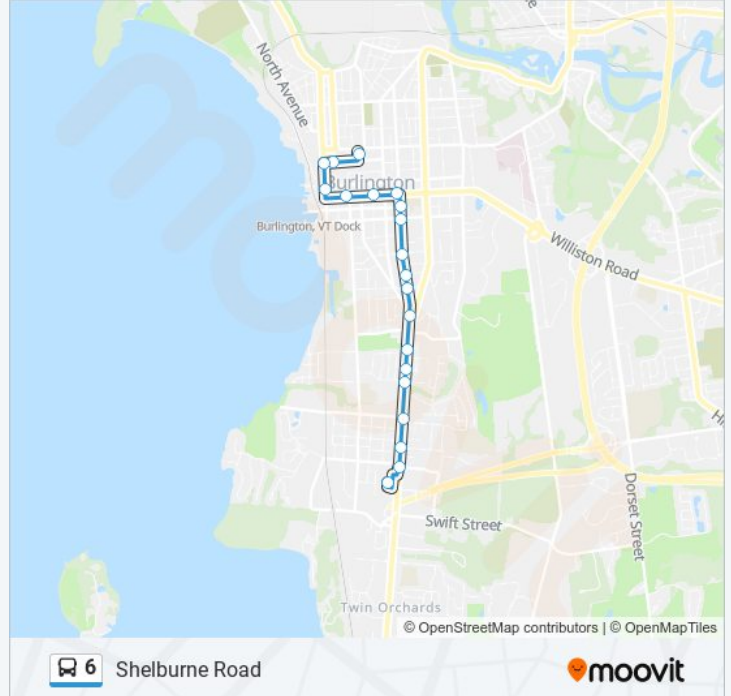 North Avenue
Burlington
Burlington, VT Dock
Williston Road
Dorset Street
Swift Street
Twin Orchards
© OpenStreetMap contributors | © OpenMapTiles
6 Shelburne Road
moovit